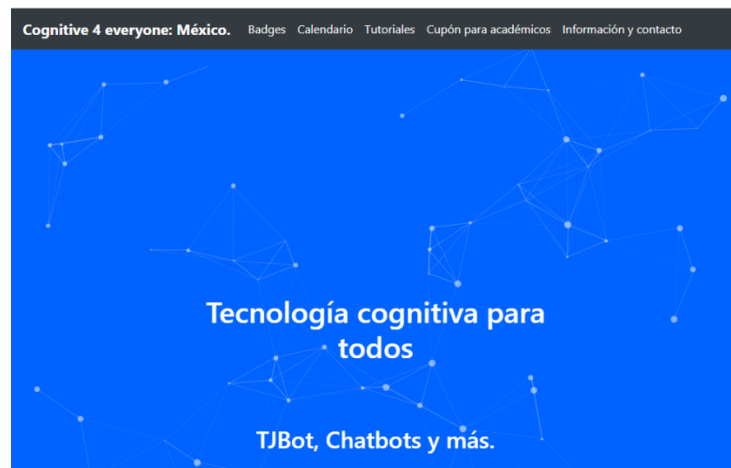 Cognitive 4 everyone: México. Badges Calendario Tutoriales Cupón para académicos Información y contacto
Tecnología cognitiva para
todos
TJBot, Chatbots y más.